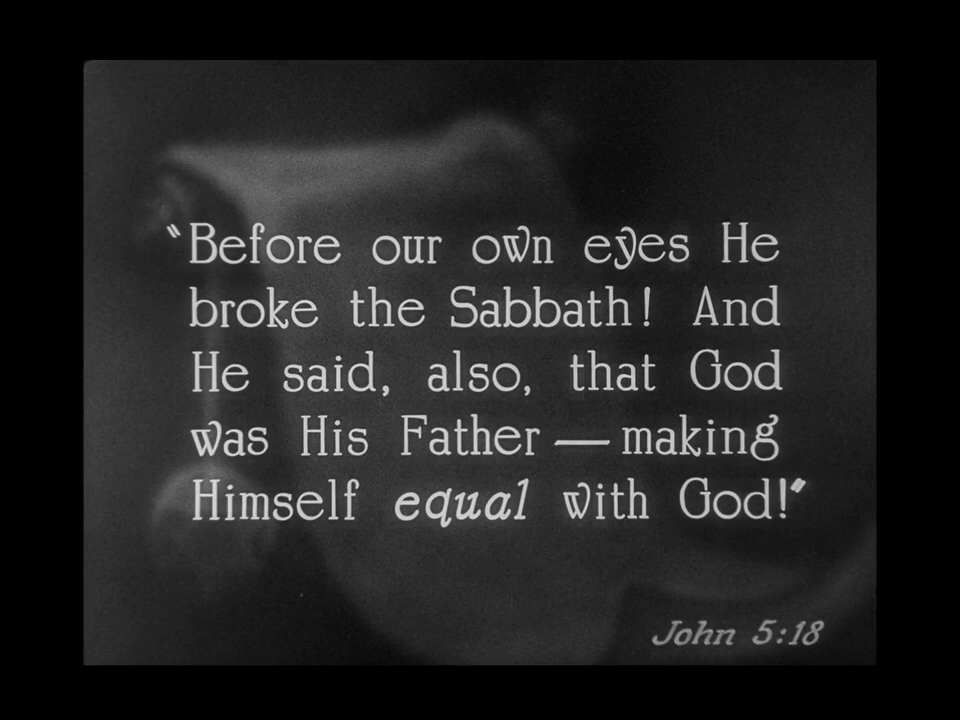 "Before our own eyes He
broke the Sabbath! And
He said, also, that God
was His Father — making
Himself equal with God!"
John 5:18